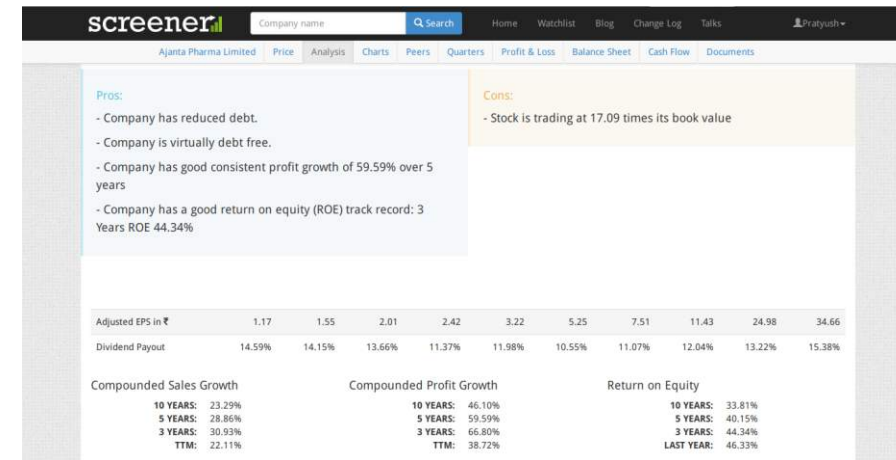 screener
Company name
Search
Home Watchlist Blog Change Log Talks
Pratyush
Ajanta Pharma Limited Price Analysis Charts Peers Quarters Profit & Loss Balance Sheet Cash Flow Documents
Pros:
- Company has reduced debt.
- Company is virtually debt free.
- Company has good consistent profit growth of 59.59% over 5
years
- Company has a good return on equity (ROE) track record: 3
Years ROE 44.34%
Cons:
- Stock is trading at 17.09 times its book value
Adjusted EPS in ₹ 1.17 1.55 2.01 2.42 3.22 5.25 7.51 11.43 24.98 34.66
Dividend Payout 14.59% 14.15% 13.66% 11.37% 11.98% 10.55% 11.07% 12.04% 13.22% 15.38%
Compounded Sales Growth
10 YEARS: 23.29%
5 YEARS: 28.86%
3 YEARS: 30.93%
TTM: 22.11%
Compounded Profit Growth
10 YEARS: 46.10%
5 YEARS: 59.59%
3 YEARS: 66.80%
TTM: 38.72%
Return on Equity
10 YEARS: 33.81%
5 YEARS: 40.15%
3 YEARS: 44.34%
LAST YEAR: 46.33%